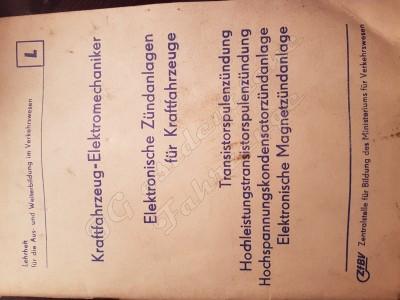 Lehrheft
für die Aus- und Weiterbildung im Verkehrswesen
L
Kraftfahrzeug-Elektromechaniker
Elektronische Zündanlagen
für Kraftfahrzeuge
Transistorspulenzündung
Hochleistungstransistorspulenzündung
Hochspannungskondensatorzündanlage
Elektronische Magnetzündanlage
ZfBV Zentralstelle für Bildung des Ministeriums für Verkehrswesen